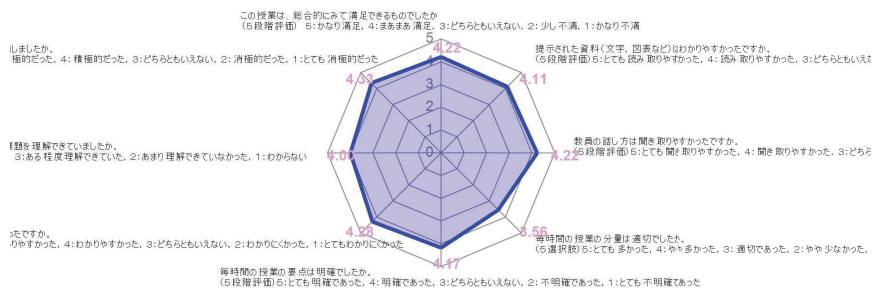 この授業は、総合的にみて満足できるものでしたか
(5段階評価) 5:かなり満足, 4:まあまあ満足, 3:どちらともいえない, 2:少し不満, 1:かなり不満
4.22
しましたか。
極的だった, 4:積極的だった, 3:どちらともいえない, 2:消極的だった, 1:とても消極的だった
4.33
提示された資料(文字, 図表など)はわかりやすかったですか。
(5段階評価) 5:とても読み取りやすかった, 4:読み取りやすかった, 3:どちらともいえな
4.11
5
4
3
2
1
0
課題を理解できていましたか。
3:ある程度理解できていた, 2:あまり理解できていなかった, 1:わからない
4.00
教員の話し方は聞き取りやすかったですか。
(5段階評価) 5:とても聞き取りやすかった, 4:聞き取りやすかった, 3:どちら
4.22
ったですか。
りやすかった, 4:わかりやすかった, 3:どちらともいえない, 2:わかりにくかった, 1:とてもわかりにくかった
毎時間の授業の分量は適切でしたか。
(5選択肢) 5:とても多かった, 4:やや多かった, 3:適切であった, 2:やや少なかった,
3.56
毎時間の授業の要点は明確でしたか。
(5段階評価) 5:とても明確であった, 4:明確であった, 3:どちらともいえない, 2:不明確であった, 1:とても不明確であった
4.17